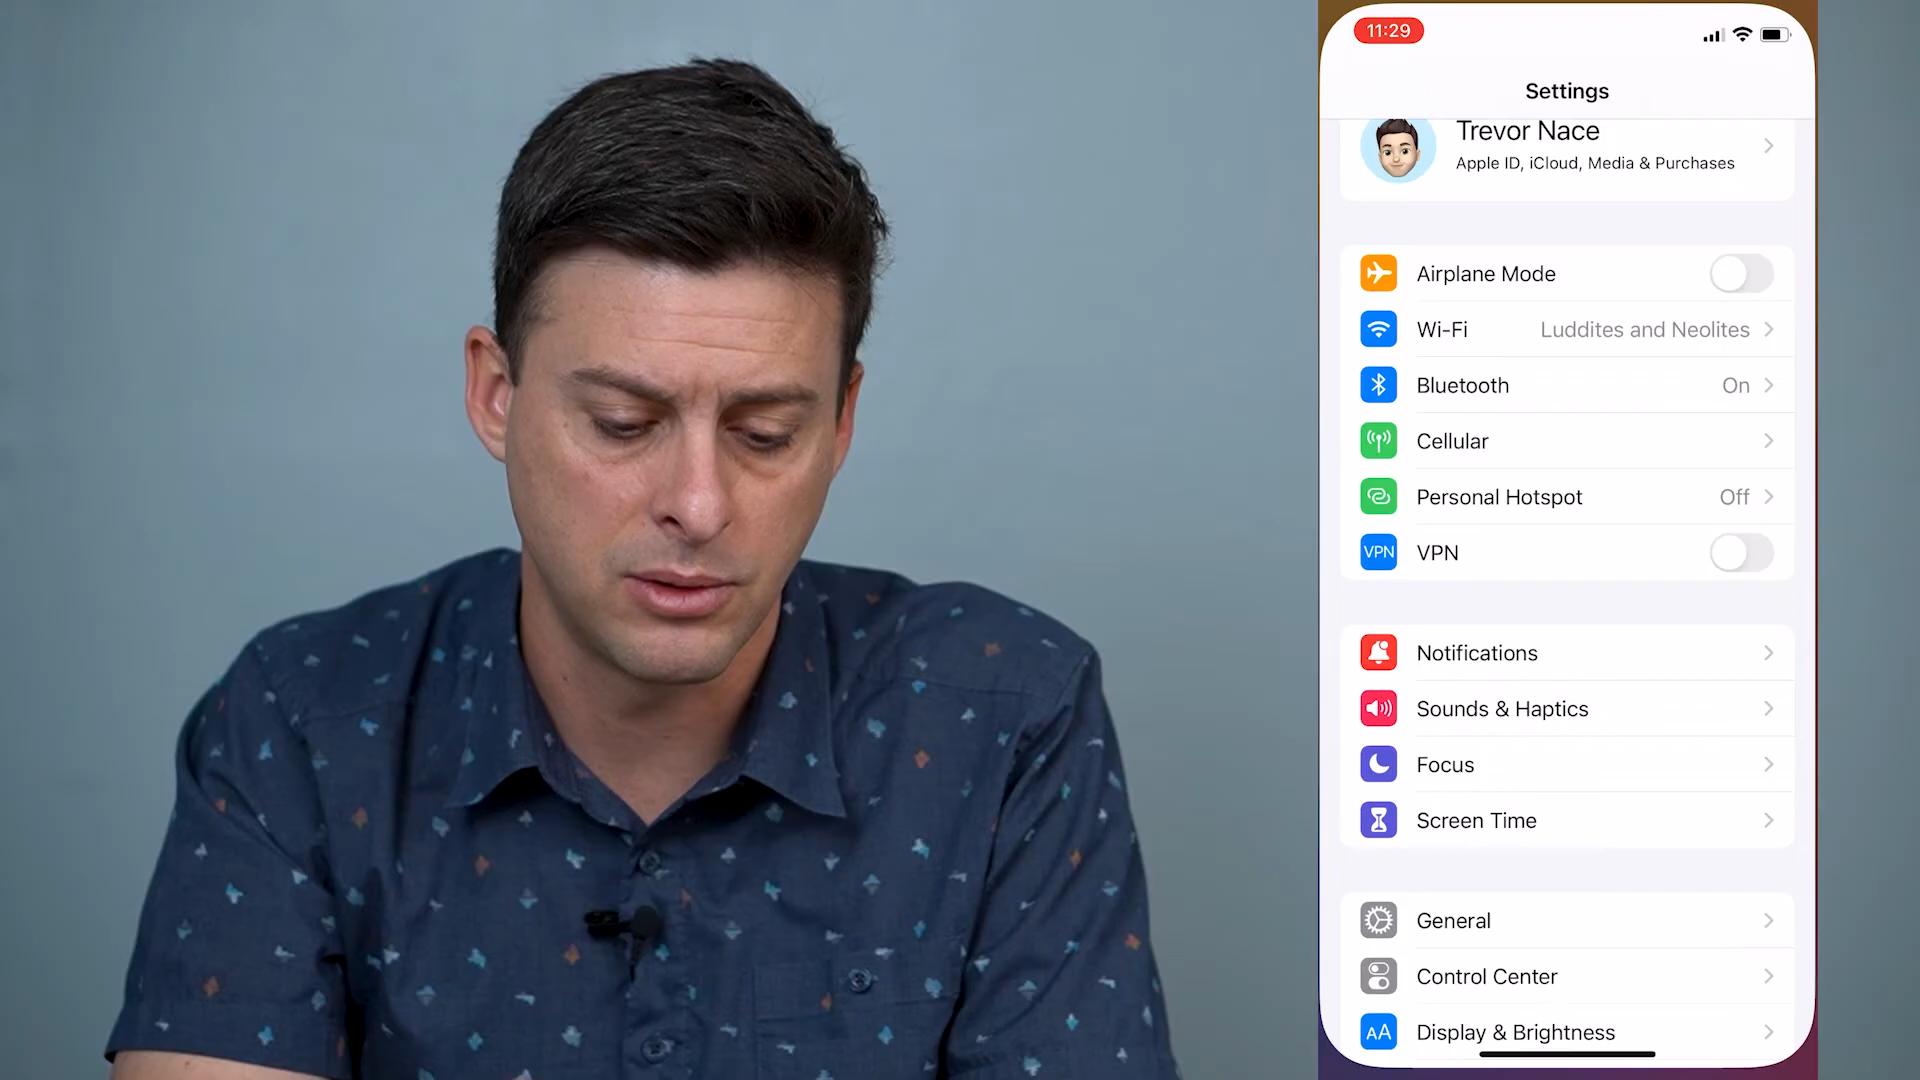 11:29
Settings
Trevor Nace
Apple ID, iCloud, Media & Purchases
Airplane Mode
Wi-Fi Luddites and Neolites
Bluetooth On
Cellular
Personal Hotspot Off
VPN VPN
Notifications
Sounds & Haptics
Focus
Screen Time
General
Control Center
AA Display & Brightness